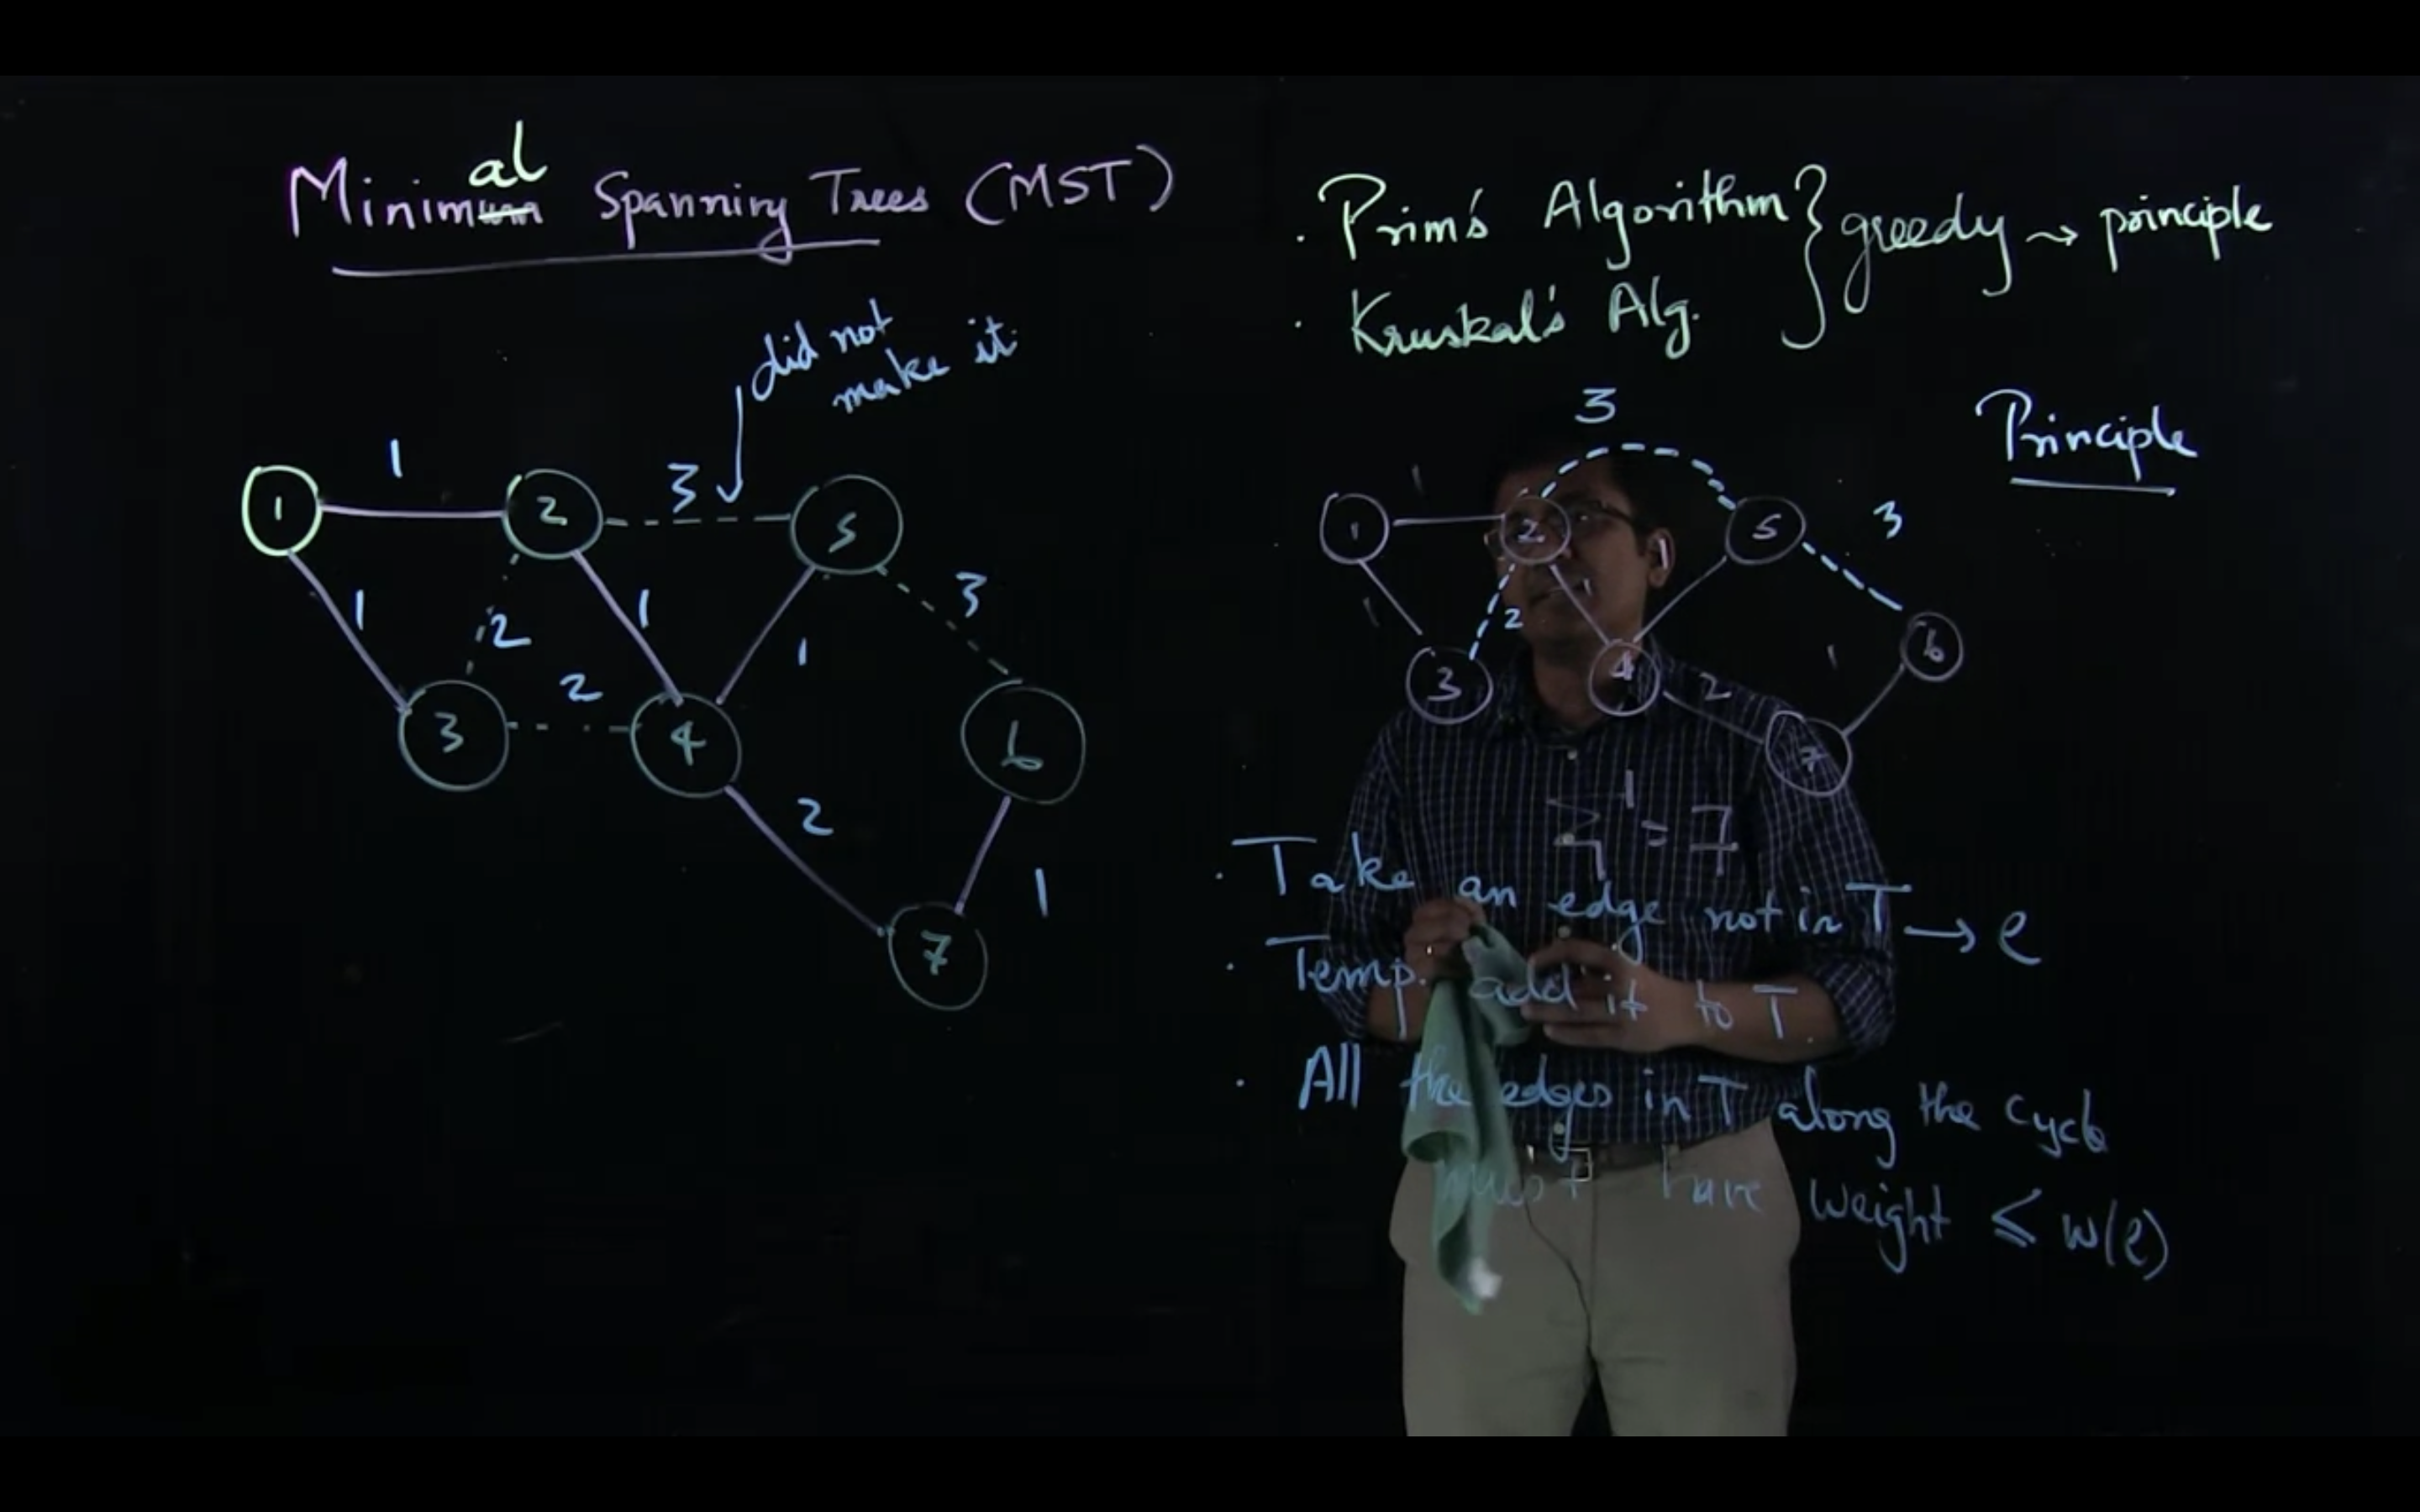 Minimal Spanning Trees (MST)
did not
make it
1
1 2 3 5
1 2 1 1 3
2
3 4 6
2
1
7
· Prim's Algorithm } greedy → principle
· Kruskal's Alg.
Principle
3
1
1 2 5 3
1 2 1 1 6
3 4 2
7
= 7
· Take an edge not in T → e
· Temp. add it to T.
· All the edges in T along the cycle
must have weight ≤ w(e)